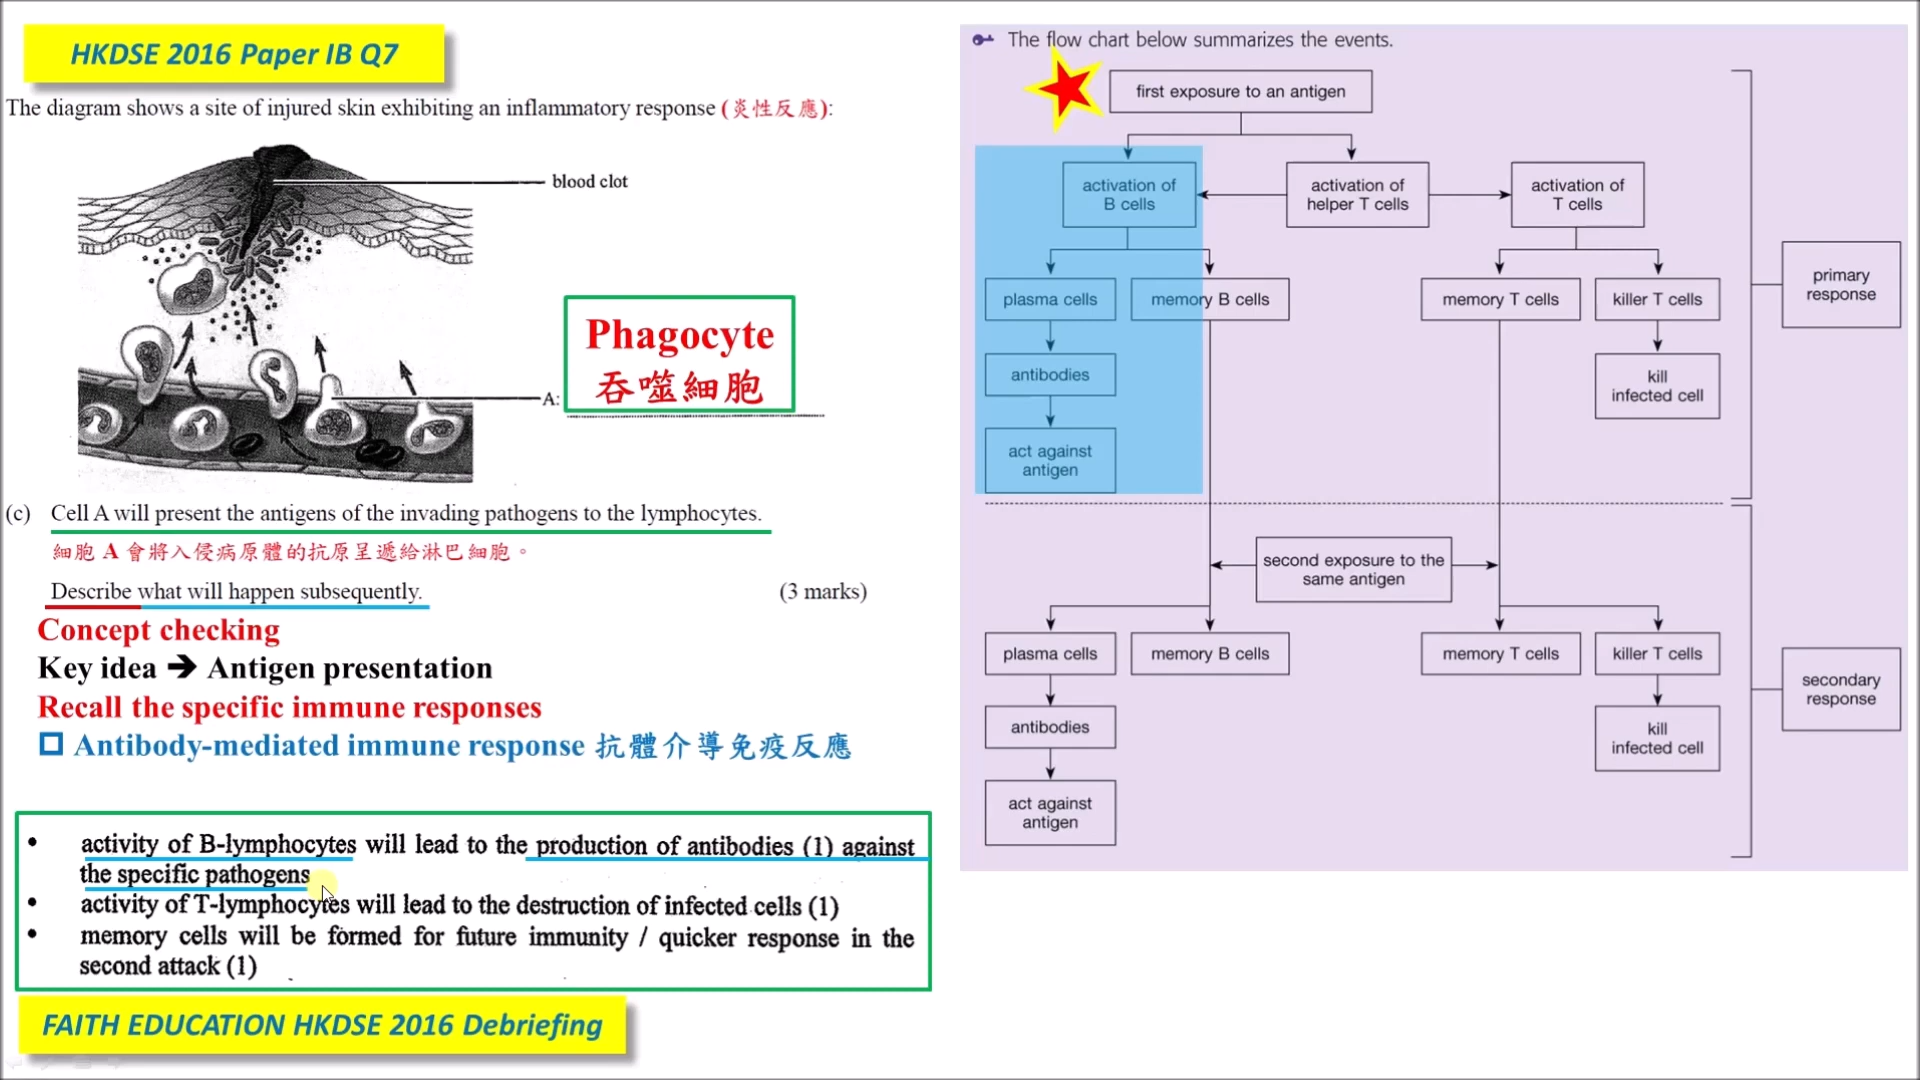 HKDSE 2016 Paper IB Q7
The diagram shows a site of injured skin exhibiting an inflammatory response (炎性反應):
blood clot
Phagocyte
吞噬細胞
A:
(c) Cell A will present the antigens of the invading pathogens to the lymphocytes.
細胞 A 會將入侵病原體的抗原呈遞給淋巴細胞。
Describe what will happen subsequently. (3 marks)
Concept checking
Key idea ➔ Antigen presentation
Recall the specific immune responses
Antibody-mediated immune response 抗體介導免疫反應
• activity of B-lymphocytes will lead to the production of antibodies (1) against
the specific pathogens
• activity of T-lymphocytes will lead to the destruction of infected cells (1)
• memory cells will be formed for future immunity / quicker response in the
second attack (1)
FAITH EDUCATION HKDSE 2016 Debriefing
The flow chart below summarizes the events.
first exposure to an antigen
activation of
B cells
activation of
helper T cells
activation of
T cells
plasma cells
memory B cells
memory T cells
killer T cells
antibodies
kill
infected cell
act against
antigen
primary
response
second exposure to the
same antigen
plasma cells
memory B cells
memory T cells
killer T cells
antibodies
kill
infected cell
act against
antigen
secondary
response